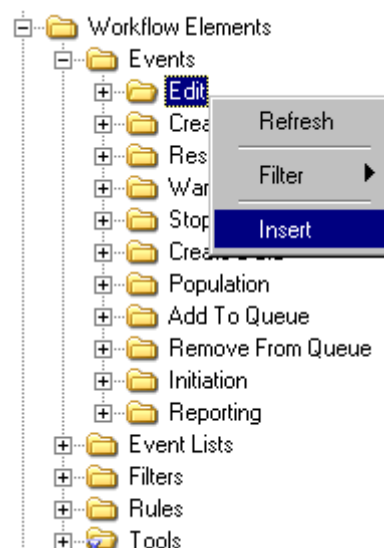 Workflow Elements
Events
Edit
Refresh
Filter
Insert
Population
Add To Queue
Remove From Queue
Initiation
Reporting
Event Lists
Filters
Rules
Tools